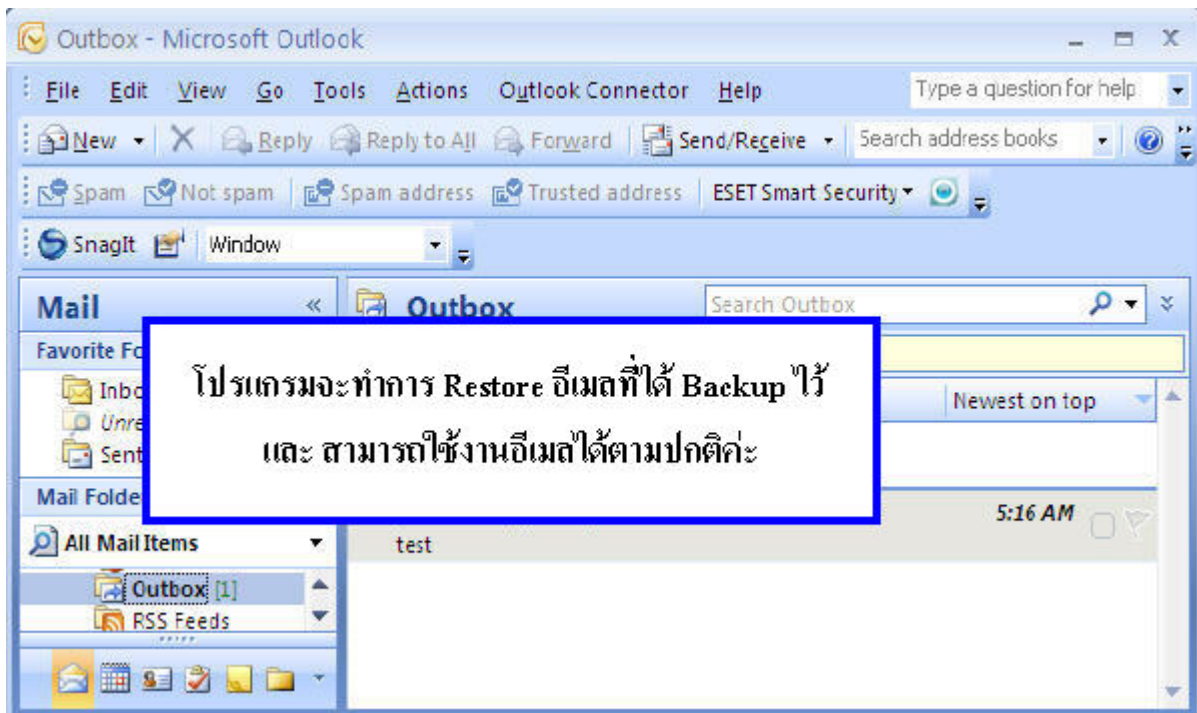 Outbox - Microsoft Outlook
File Edit View Go Tools Actions Outlook Connector Help Type a question for help
New Reply Reply to All Forward Send/Receive Search address books
Spam Not spam Spam address Trusted address ESET Smart Security
SnagIt Window
Mail « Outbox Search Outbox
Favorite
โปรแกรมจะทำการ Restore อีเมลที่ได้ Backup ไว้
และ สามารถใช้งานอีเมลได้ตามปกติค่ะ
Newest on top
Sent
Mail
5:16 AM
All Mail Items
test
Outbox [1]
RSS Feeds